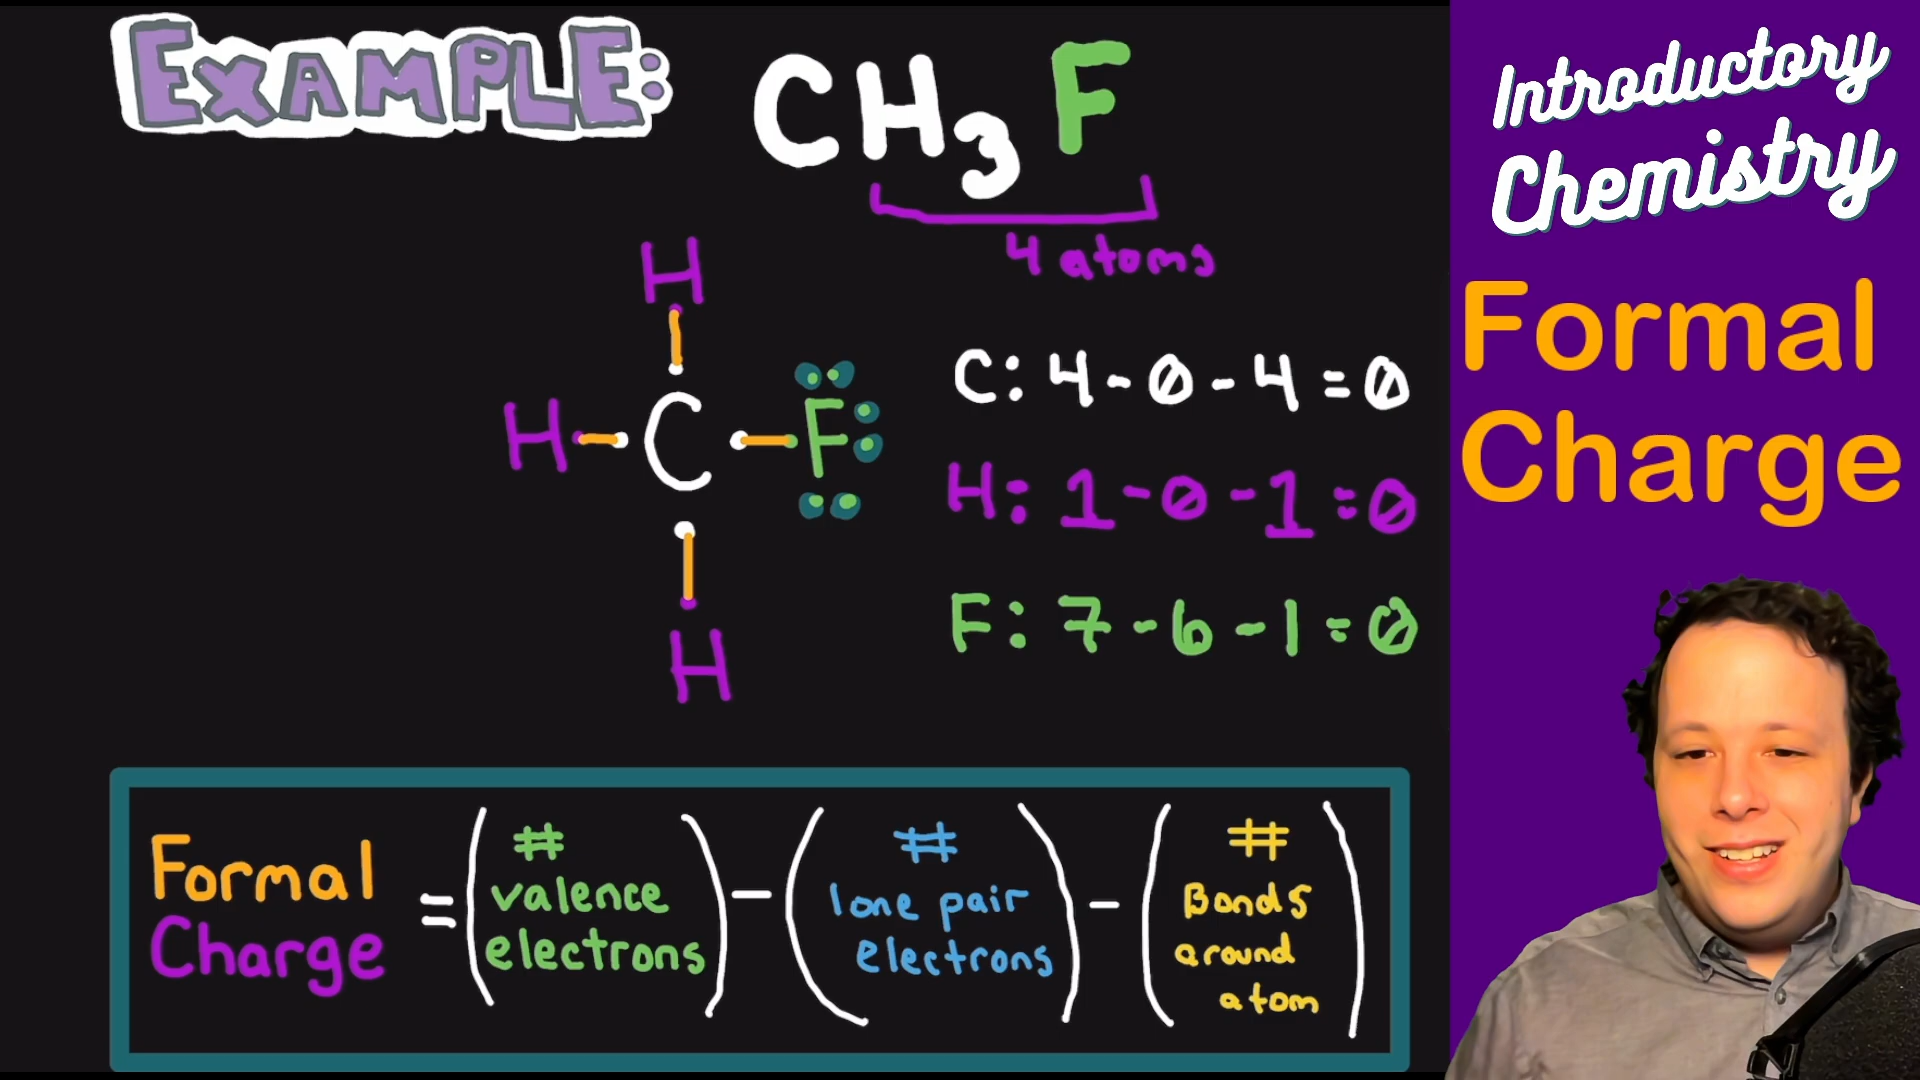 EXAMPLE:
CH₃F
4 atoms
H
H C F
H
C: 4 - 0 - 4 = 0
H: 1 - 0 - 1 = 0
F: 7 - 6 - 1 = 0
Formal Charge = (# valence electrons) - (# lone pair electrons) - (# Bonds around atom)
Introductory
Chemistry
Formal
Charge